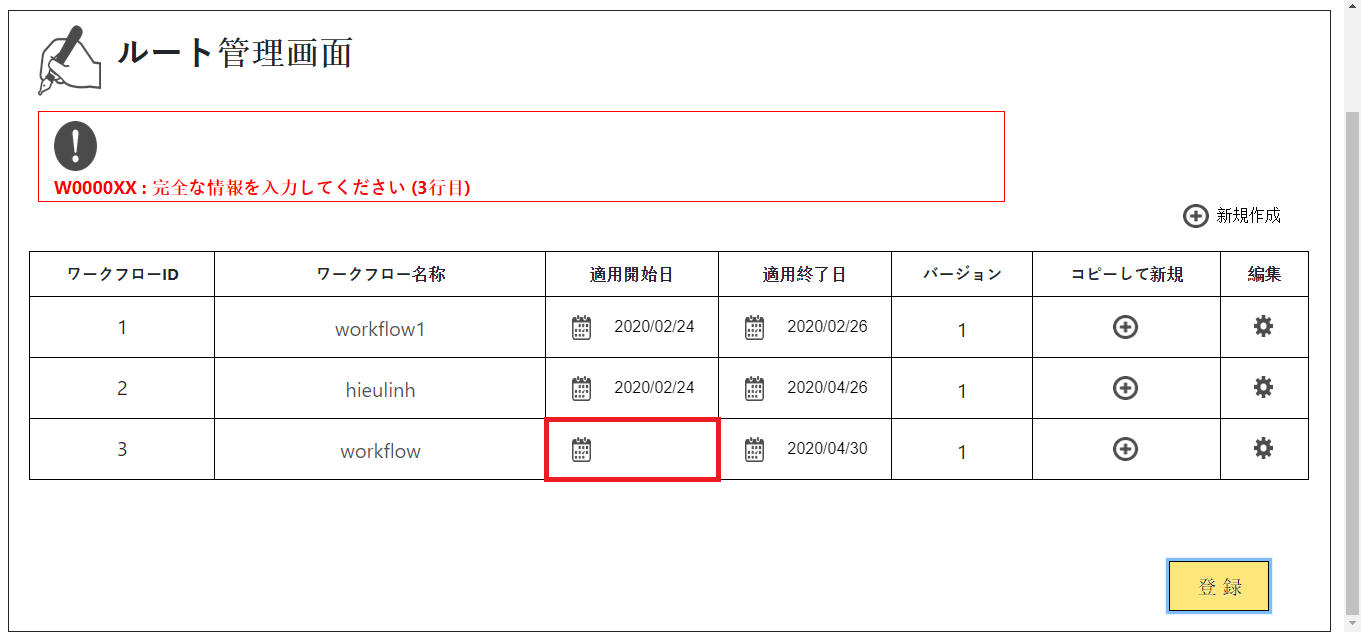 ルート管理画面
W0000XX : 完全な情報を入力してください (3行目)
新規作成
ワークフローID ワークフロー名称 適用開始日 適用終了日 バージョン コピーして新規 編集
1 workflow1 2020/02/24 2020/02/26 1
2 hieulinh 2020/02/24 2020/04/26 1
3 workflow 2020/04/30 1
登 録